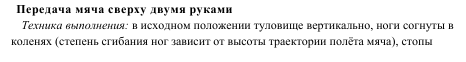 Передача мяча сверху двумя руками
Техника выполнения: в исходном положении туловище вертикально, ноги согнуты в
коленях (степень сгибания ног зависит от высоты траектории полёта мяча), стопы